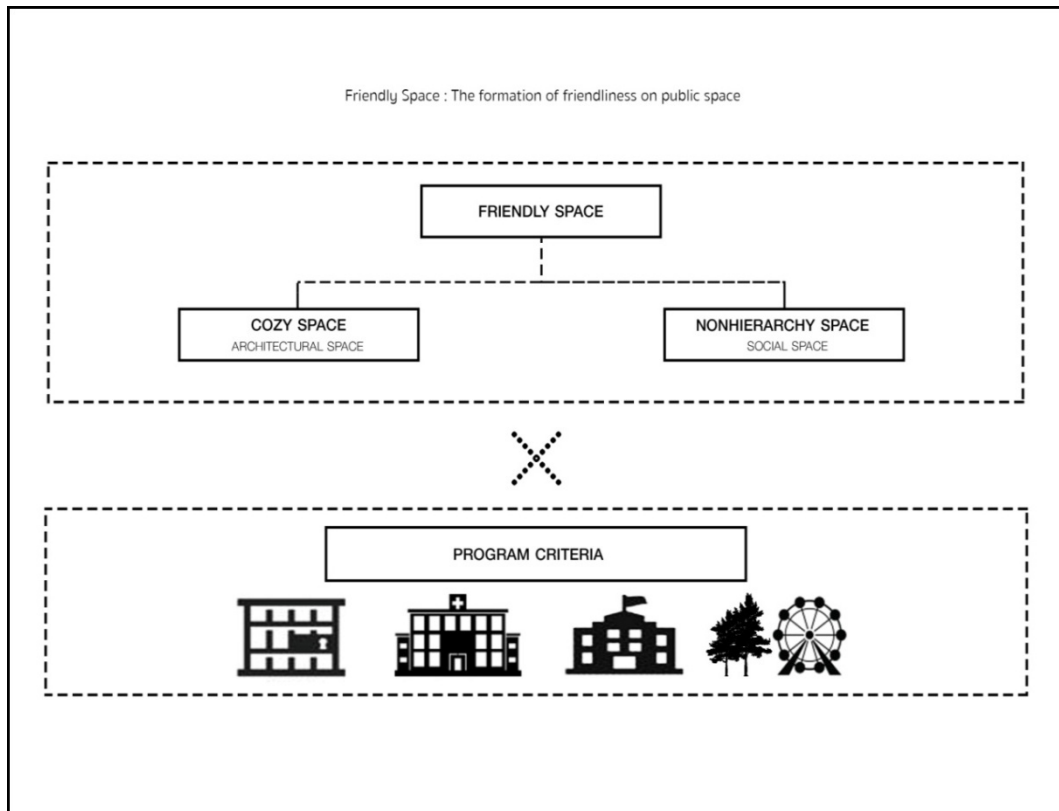 Friendly Space : The formation of friendliness on public space
FRIENDLY SPACE
COZY SPACE
ARCHITECTURAL SPACE
NONHIERARCHY SPACE
SOCIAL SPACE
PROGRAM CRITERIA